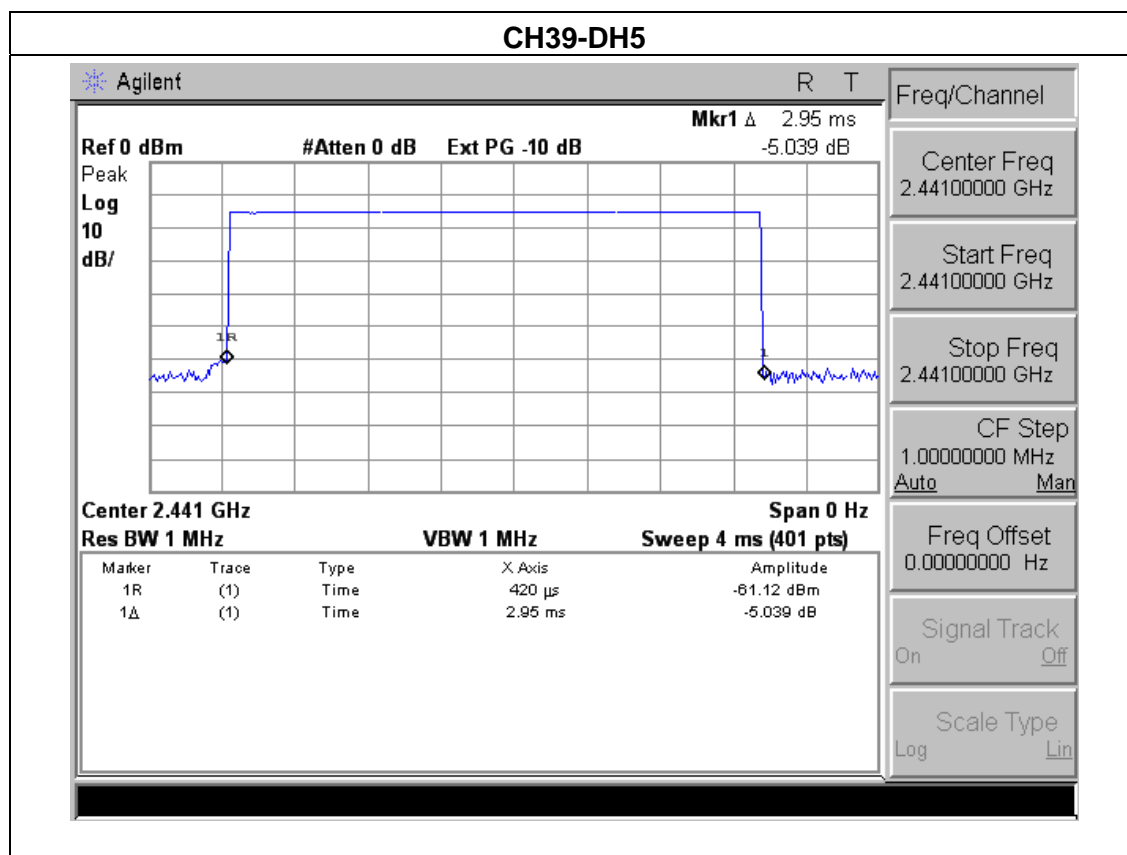 CH39-DH5
Agilent R T
Mkr1 Δ 2.95 ms
Ref 0 dBm #Atten 0 dB Ext PG -10 dB -5.039 dB
Peak
Log
10
dB/
1R
1
Center 2.441 GHz Span 0 Hz
Res BW 1 MHz VBW 1 MHz Sweep 4 ms (401 pts)
Marker Trace Type X Axis Amplitude
1R (1) Time 420 µs -61.12 dBm
1Δ (1) Time 2.95 ms -5.039 dB
Freq/Channel
Center Freq
2.44100000 GHz
Start Freq
2.44100000 GHz
Stop Freq
2.44100000 GHz
CF Step
1.00000000 MHz
Auto Man
Freq Offset
0.00000000 Hz
Signal Track
On Off
Scale Type
Log Lin